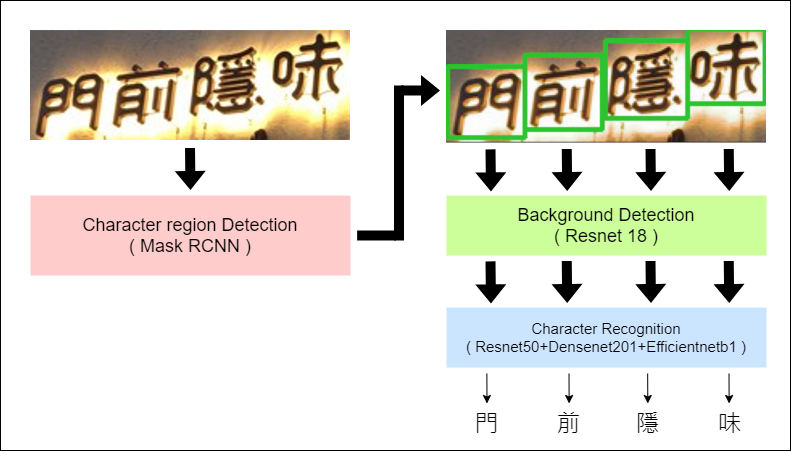 門前隱味
門前隱味
Character region Detection
( Mask RCNN )
Background Detection
( Resnet 18 )
Character Recognition
( Resnet50+Densenet201+Efficientnetb1 )
門 前 隱 味